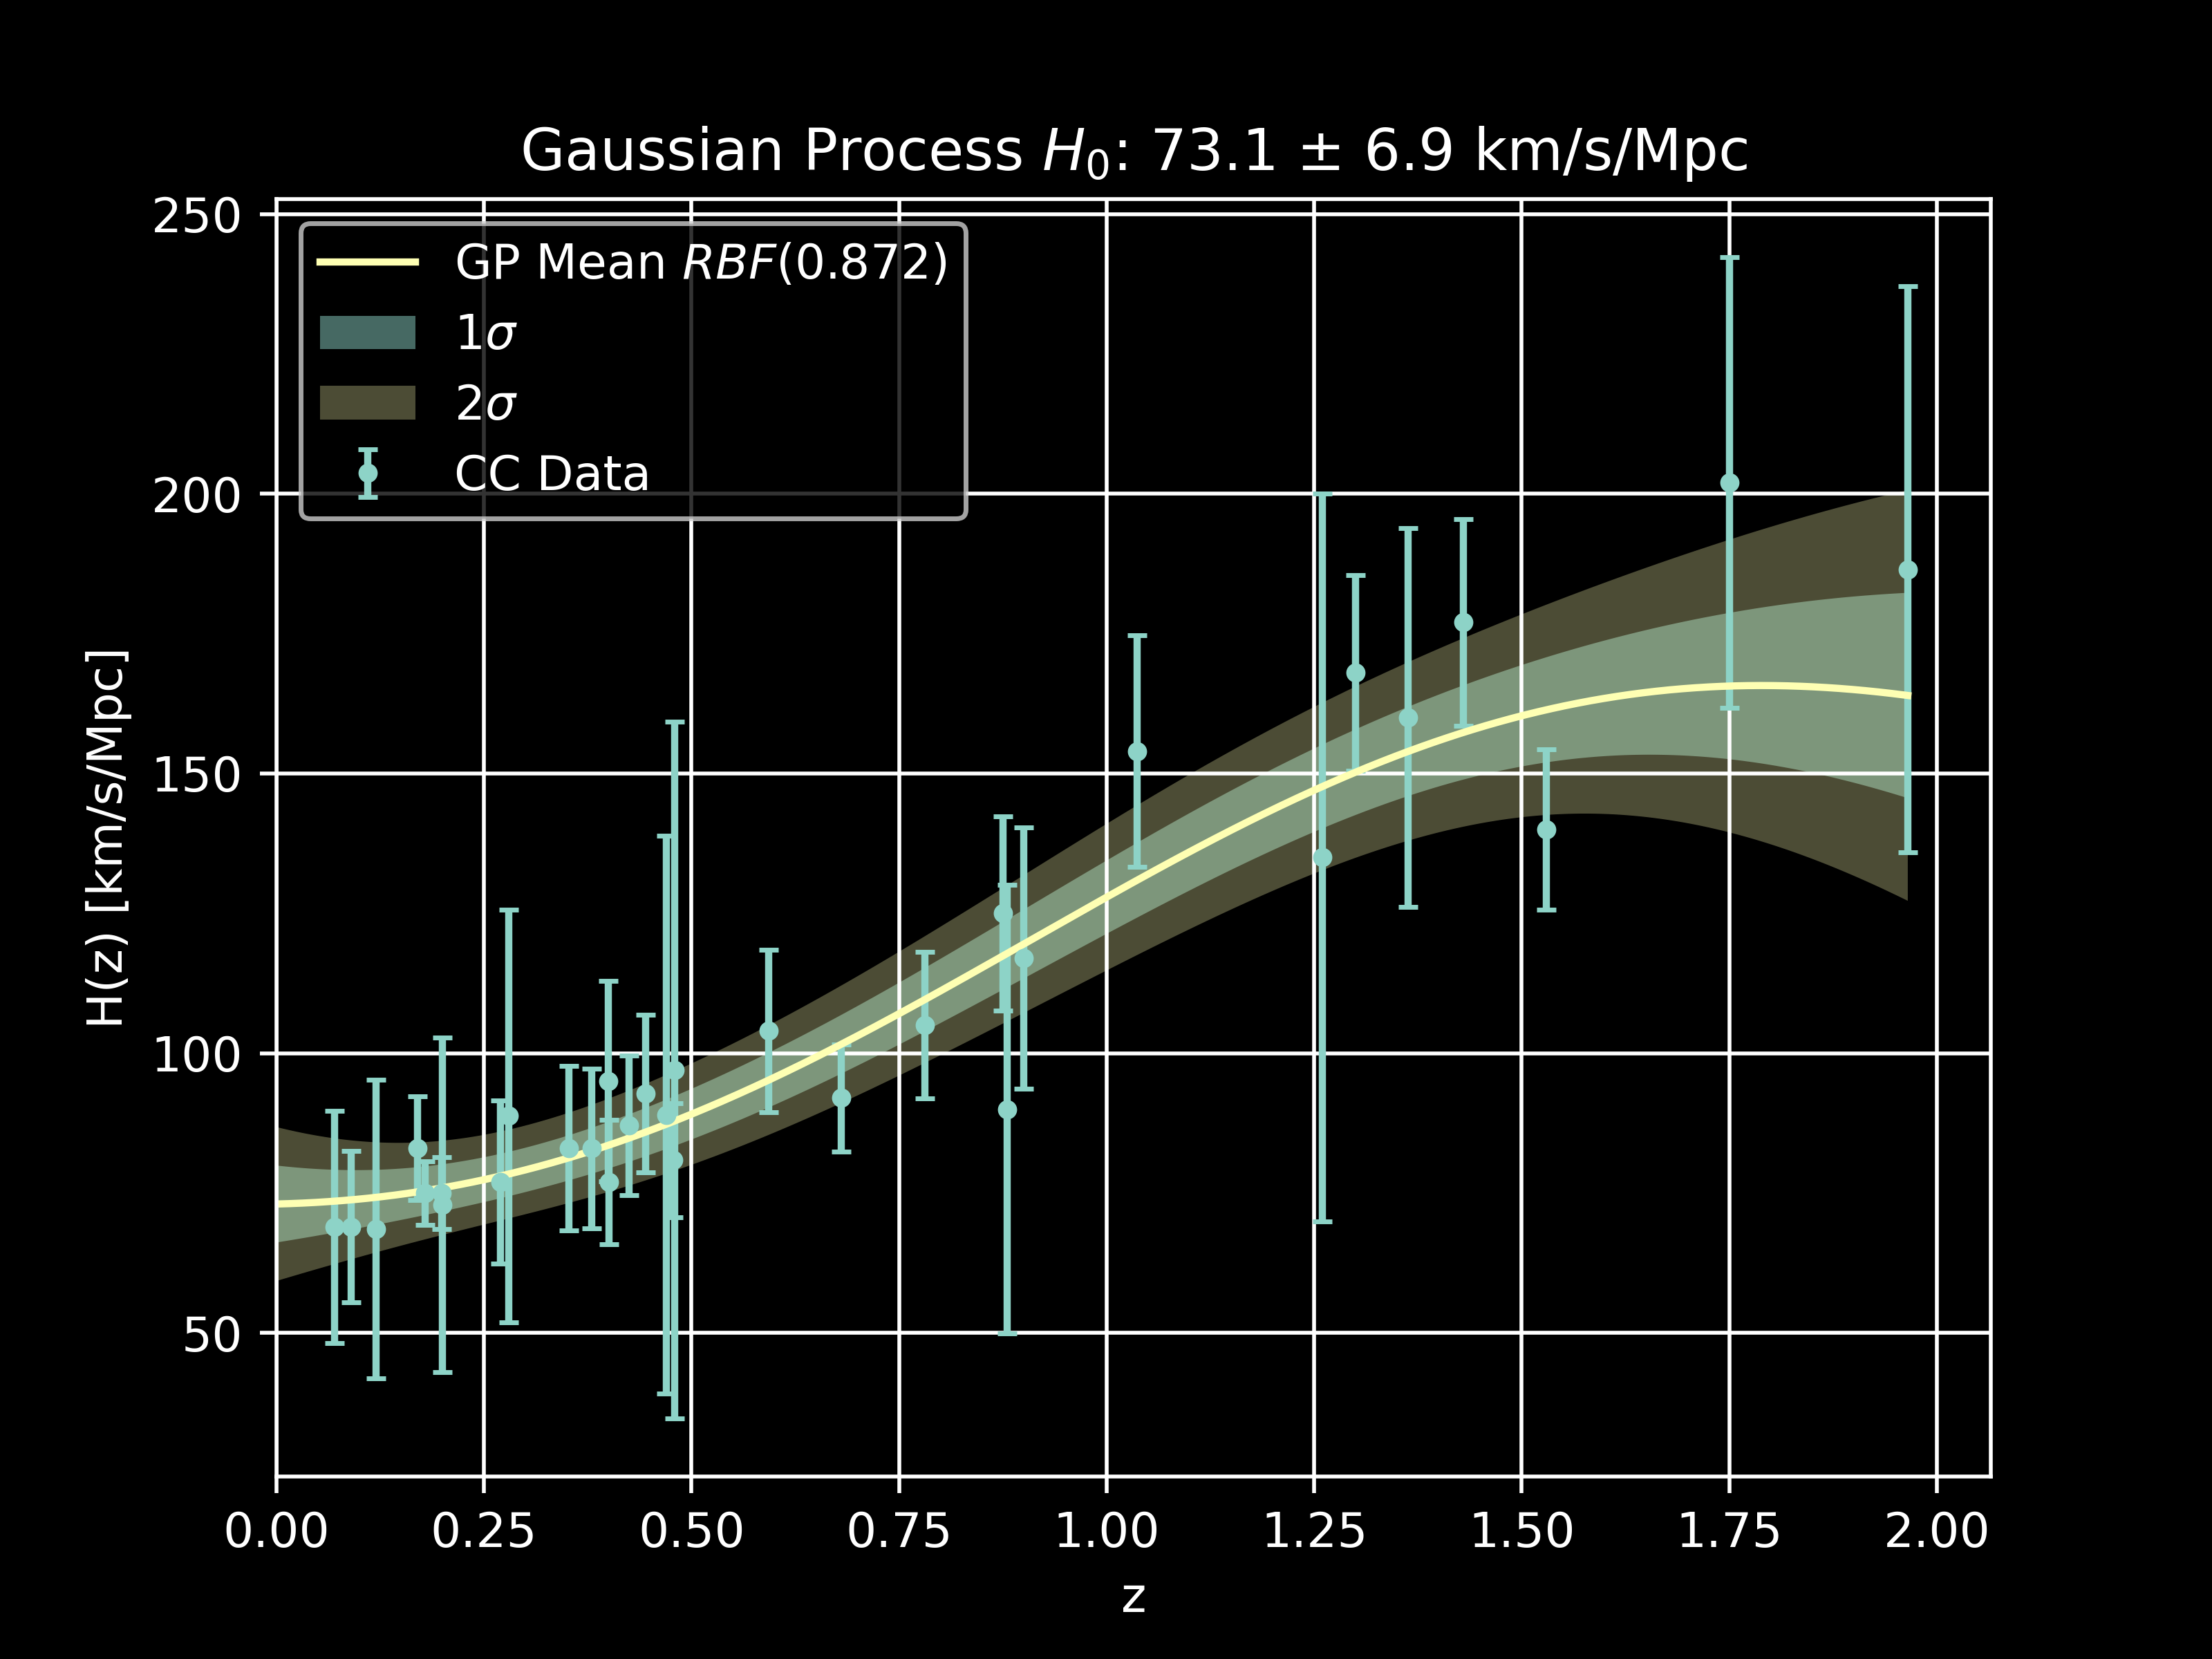 Gaussian Process H₀: 73.1 ± 6.9 km/s/Mpc
GP Mean RBF(0.872)
1σ
2σ
CC Data
250
200
150
100
50
H(z) [km/s/Mpc]
0.00 0.25 0.50 0.75 1.00 1.25 1.50 1.75 2.00
z